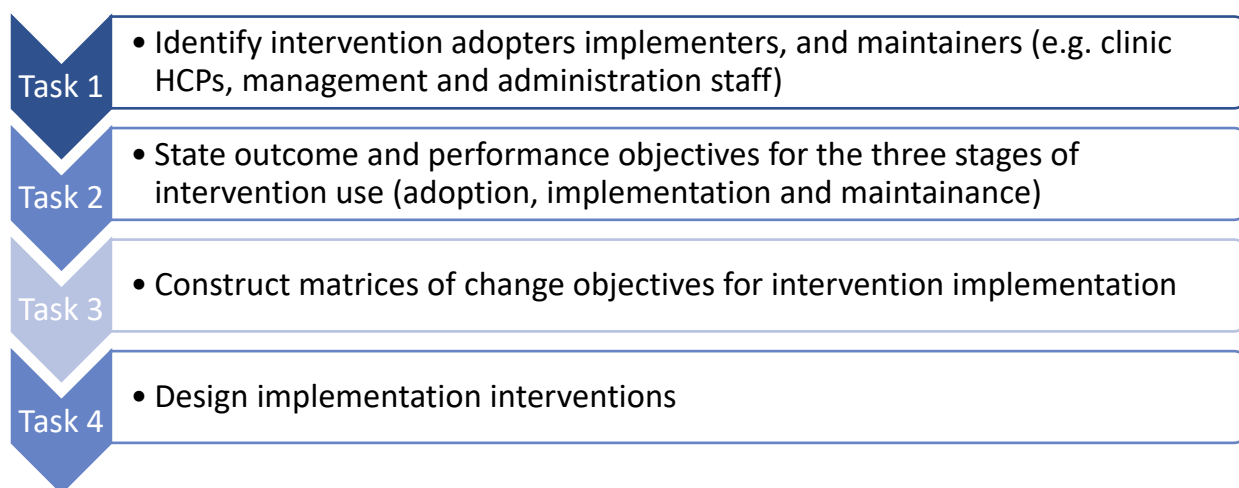 Task 1
• Identify intervention adopters implementers, and maintainers (e.g. clinic
HCPs, management and administration staff)
Task 2
• State outcome and performance objectives for the three stages of
intervention use (adoption, implementation and maintainance)
Task 3
• Construct matrices of change objectives for intervention implementation
Task 4
• Design implementation interventions